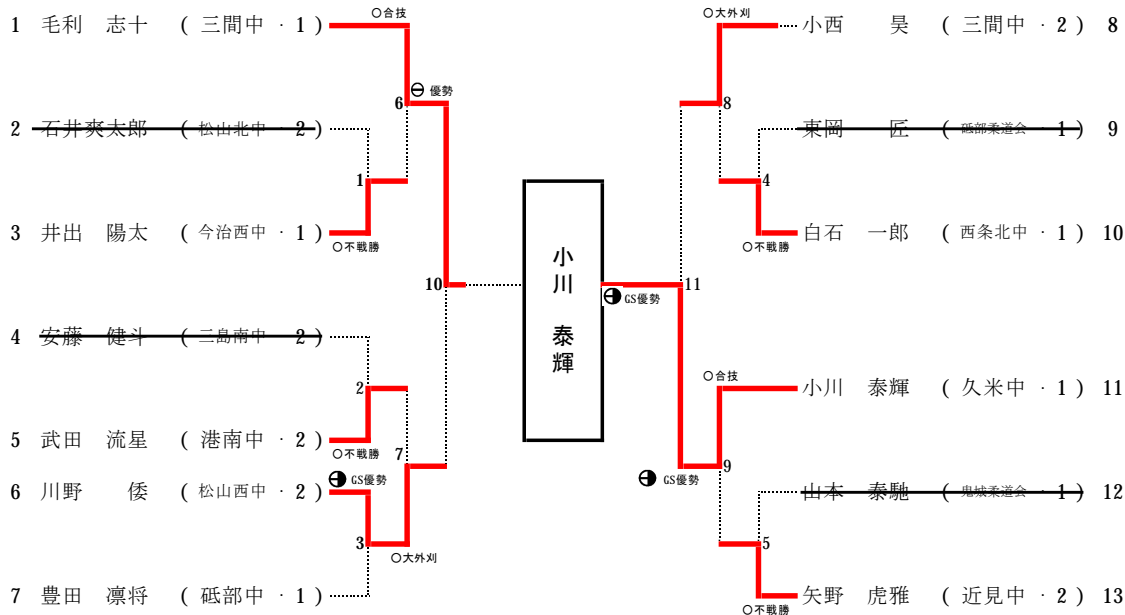 ○合技
1 毛利 志十 ( 三間中 · 1 )
優勢
6
2 石井爽太郎 ( 松山北中 · 2 )
1
3 井出 陽太 ( 今治西中 · 1 )
○不戦勝
10
4 安藤 健斗 ( 三島南中 · 2 )
2
5 武田 流星 ( 港南中 · 2 )
○不戦勝
7
GS優勢
6 川野 倭 ( 松山西中 · 2 )
3
○大外刈
7 豊田 凛将 ( 砥部中 · 1 )
小川 泰輝
GS優勢
11
○大外刈
小西 昊 ( 三間中 · 2 ) 8
8
東岡 匠 ( 砥部柔道会 · 1 ) 9
4
白石 一郎 ( 西条北中 · 1 ) 10
○不戦勝
○合技
小川 泰輝 ( 久米中 · 1 ) 11
9
GS優勢
山本 泰馳 ( 鬼城柔道会 · 1 ) 12
5
矢野 虎雅 ( 近見中 · 2 ) 13
○不戦勝